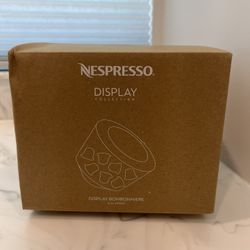 NESPRESSO.
DISPLAY
COLLECTION
DISPLAY BONBONNIERE